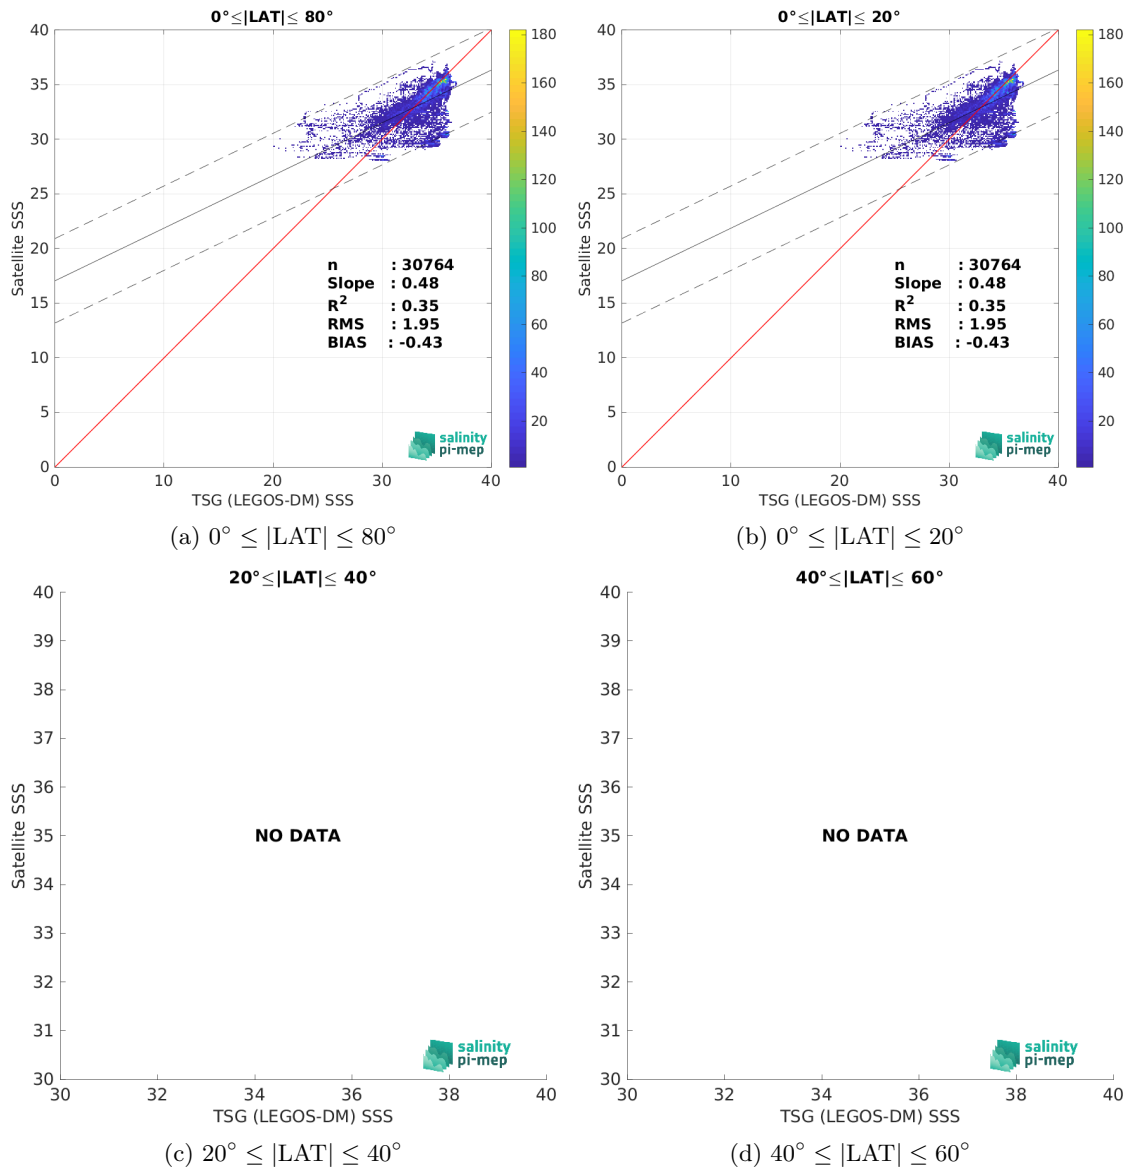 0°≤|LAT|≤ 80°
40
35
30
25
20
15
10
5
0
Satellite SSS
n : 30764
Slope : 0.48
R² : 0.35
RMS : 1.95
BIAS : -0.43
salinity
pi-mep
0 10 20 30 40
TSG (LEGOS-DM) SSS
180
160
140
120
100
80
60
40
20
(a) 0° ≤ |LAT| ≤ 80°
0°≤|LAT|≤ 20°
40
35
30
25
20
15
10
5
0
Satellite SSS
n : 30764
Slope : 0.48
R² : 0.35
RMS : 1.95
BIAS : -0.43
salinity
pi-mep
0 10 20 30 40
TSG (LEGOS-DM) SSS
180
160
140
120
100
80
60
40
20
(b) 0° ≤ |LAT| ≤ 20°
20°≤|LAT|≤ 40°
40
39
38
37
36
35
34
33
32
31
30
Satellite SSS
NO DATA
salinity
pi-mep
30 32 34 36 38 40
TSG (LEGOS-DM) SSS
(c) 20° ≤ |LAT| ≤ 40°
40°≤|LAT|≤ 60°
40
39
38
37
36
35
34
33
32
31
30
Satellite SSS
NO DATA
salinity
pi-mep
30 32 34 36 38 40
TSG (LEGOS-DM) SSS
(d) 40° ≤ |LAT| ≤ 60°